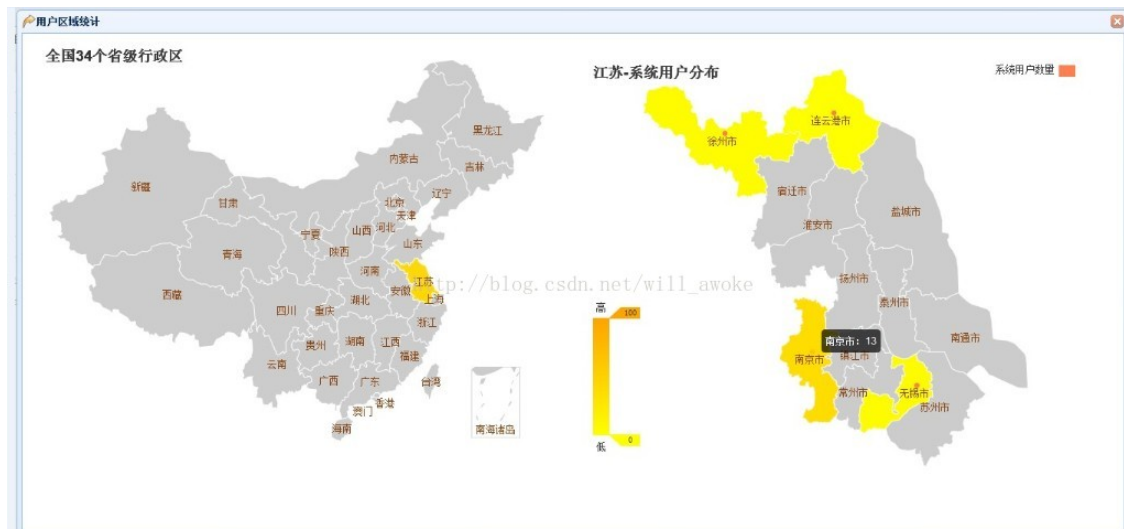 用户区域统计
全国34个省级行政区
黑龙江
内蒙古
吉林
新疆
辽宁
甘肃
北京
天津
宁夏
山西
河北
陕西
山东
青海
河南
江苏
西藏
安徽
上海
四川
重庆
湖北
浙江
贵州
湖南
江西
福建
云南
广西
广东
台湾
香港
澳门
海南
南海诸岛
江苏-系统用户分布
系统用户数量
连云港市
徐州市
宿迁市
盐城市
淮安市
扬州市
http://blog.csdn.net/will_awoke
泰州市
高
100
南京市：13
南通市
南京市
镇江市
常州市
无锡市
苏州市
0
低